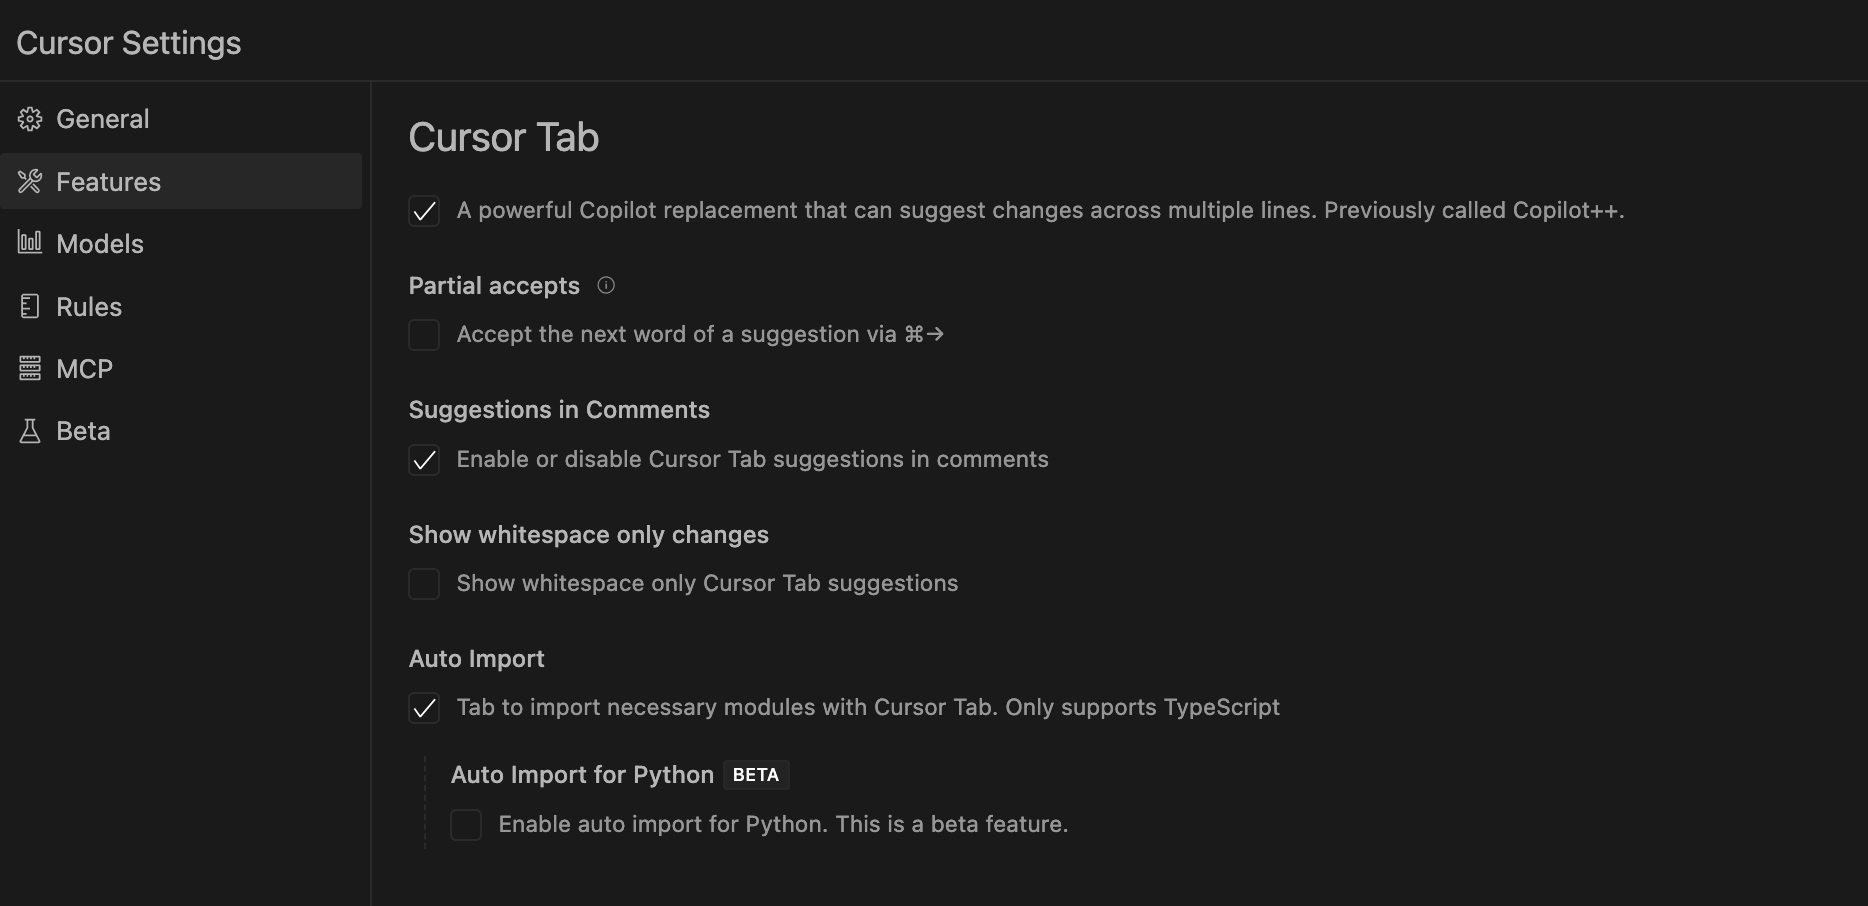 Cursor Settings
General
Features
Models
Rules
MCP
Beta
Cursor Tab
A powerful Copilot replacement that can suggest changes across multiple lines. Previously called Copilot++.
Partial accepts
Accept the next word of a suggestion via ⌘→
Suggestions in Comments
Enable or disable Cursor Tab suggestions in comments
Show whitespace only changes
Show whitespace only Cursor Tab suggestions
Auto Import
Tab to import necessary modules with Cursor Tab. Only supports TypeScript
Auto Import for Python BETA
Enable auto import for Python. This is a beta feature.